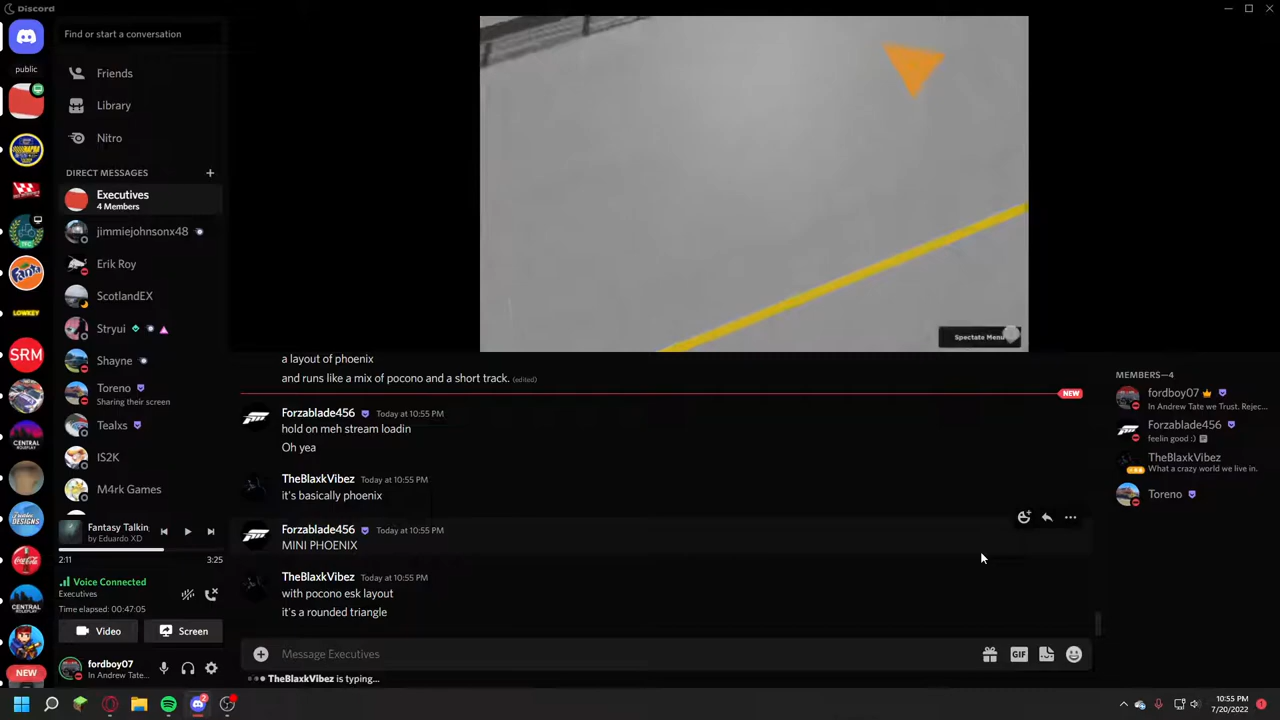 Discord
Find or start a conversation
public
Friends
Library
Nitro
DIRECT MESSAGES
Executives
4 Members
jimmiejohnsonx48
Erik Roy
ScotlandEX
Stryui
Shayne
Toreno
Sharing their screen
Tealxs
IS2K
M4rk Games
LOWKEY
SRM
CENTRAL
CENTRAL
NEW
Fantasy Talkin
by Eduardo XD
2:11
3:25
Voice Connected
Executives
Time elapsed: 00:47:05
Video
Screen
fordboy07
In Andrew Tate...
Spectate Menu
a layout of phoenix
and runs like a mix of pocono and a short track. (edited)
NEW
Forzablade456 Today at 10:55 PM
hold on meh stream loadin
Oh yea
TheBlaxkVibez Today at 10:55 PM
it's basically phoenix
Forzablade456 Today at 10:55 PM
MINI PHOENIX
TheBlaxkVibez Today at 10:55 PM
with pocono esk layout
it's a rounded triangle
Message Executives
GIF
TheBlaxkVibez is typing...
MEMBERS—4
fordboy07
In Andrew Tate we Trust. Rejec...
Forzablade456
feelin good :)
TheBlaxkVibez
What a crazy world we live in.
Toreno
2
10:55 PM
7/20/2022
1